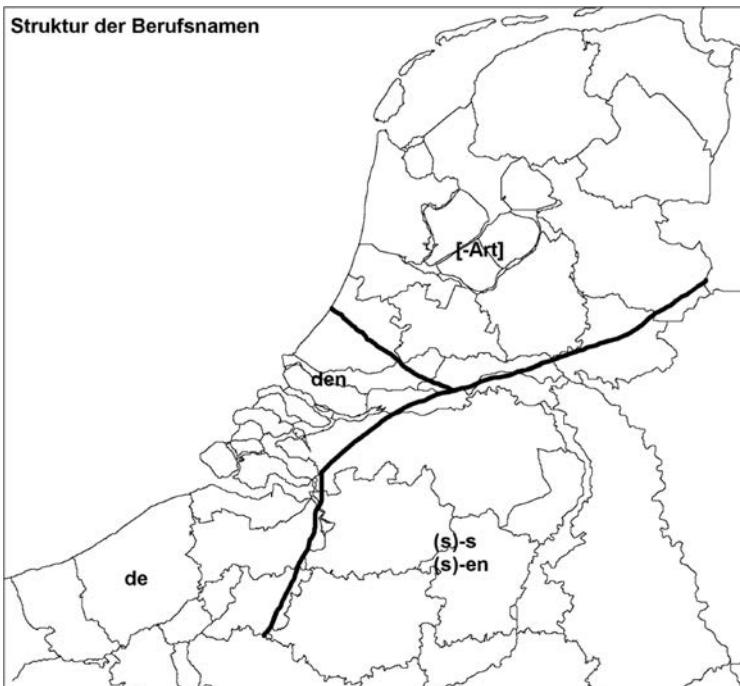 Struktur der Berufsnamen
[-Art]
den
(s)-s
(s)-en
de